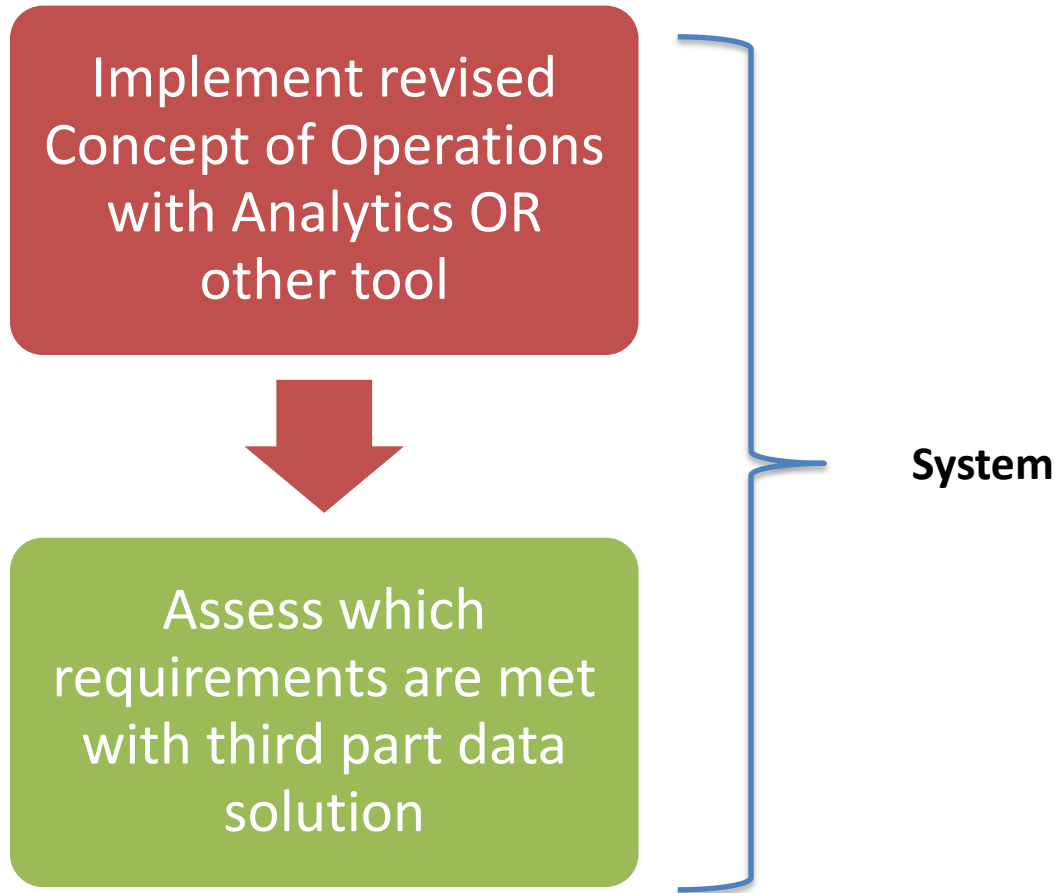 Implement revised
Concept of Operations
with Analytics OR
other tool
System
Assess which
requirements are met
with third part data
solution